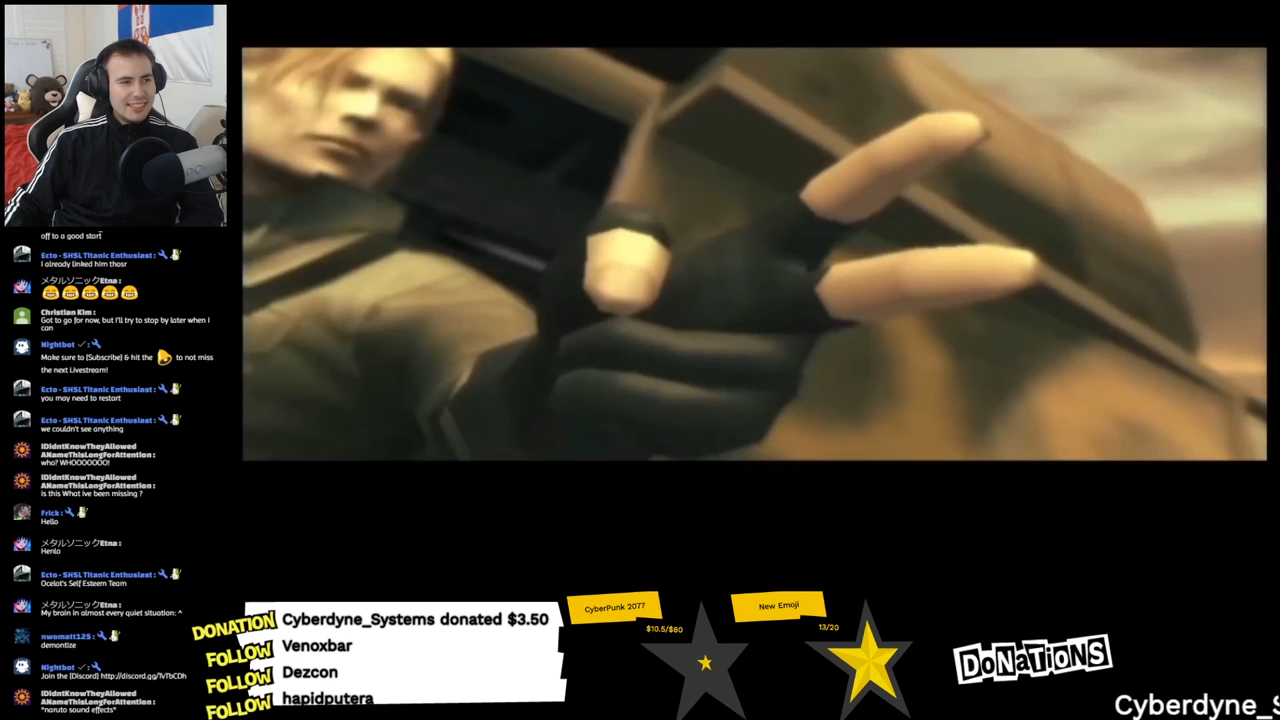 off to a good start
Ecto - SHSL Titanic Enthusiast :
I already linked him thasr
メタルソニックEtna :
Christian Kim :
Got to go for now, but I'll try to stop by later when I
can
Nightbot ✓ :
Make sure to [Subscribe] & hit the to not miss
the next Livestream!
Ecto - SHSL Titanic Enthusiast :
you may need to restart
Ecto - SHSL Titanic Enthusiast :
we couldn't see anything
IDidntKnowTheyAllowed
ANameThisLongForAttention :
who? WHOOOOOOO!
IDidntKnowTheyAllowed
ANameThisLongForAttention :
is this What ive been missing ?
Frick :
Hello
メタルソニックEtna :
Henlo
Ecto - SHSL Titanic Enthusiast :
Ocelot's Self Esteem Team
メタルソニックEtna :
My brain in almost every quiet situation: ^
nwomatt125 :
demontize
Nightbot ✓ :
Join the [Discord] http://discord.gg/TvTbCDh
IDidntKnowTheyAllowed
ANameThisLongForAttention :
*naruto sound effects*
DONATION Cyberdyne_Systems donated $3.50
FOLLOW Venoxbar
FOLLOW Dezcon
FOLLOW hapidputera
CyberPunk 2077
$10.5/$80
New Emoji
13/20
DONATIONS
Cyberdyne_S